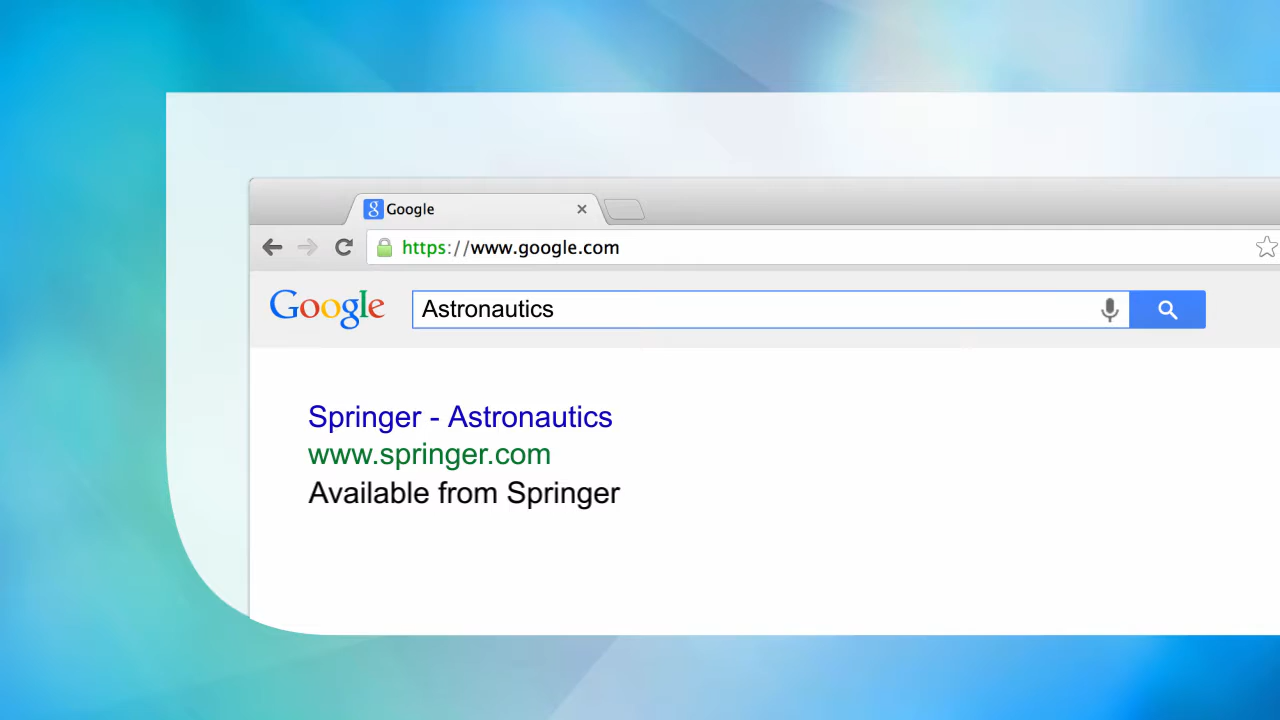 Google
https://www.google.com
Google
Astronautics
Springer - Astronautics
www.springer.com
Available from Springer